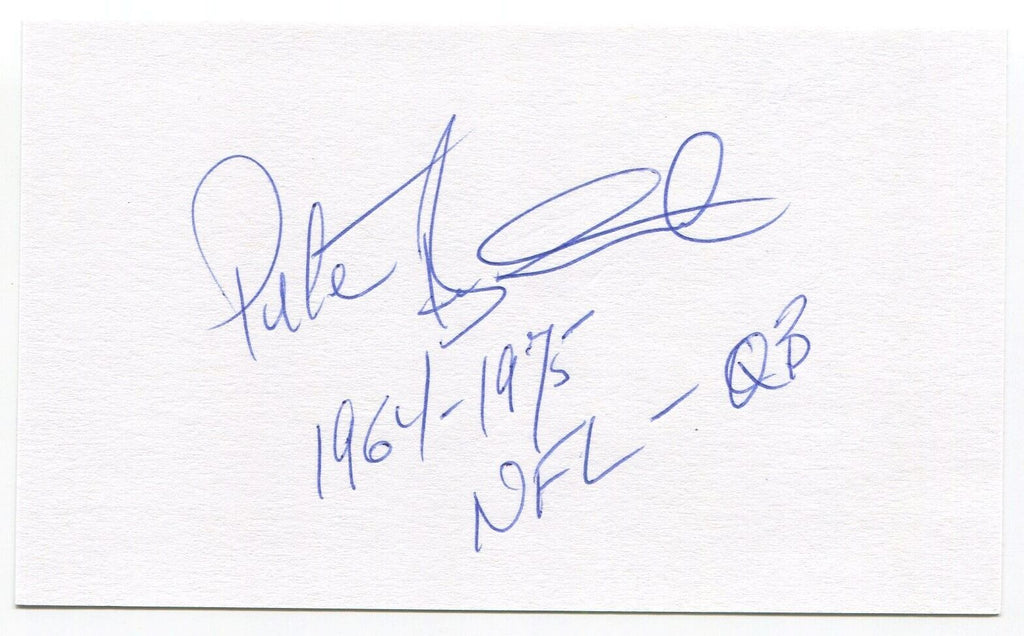 Pete
1964-1975
NFL - QB